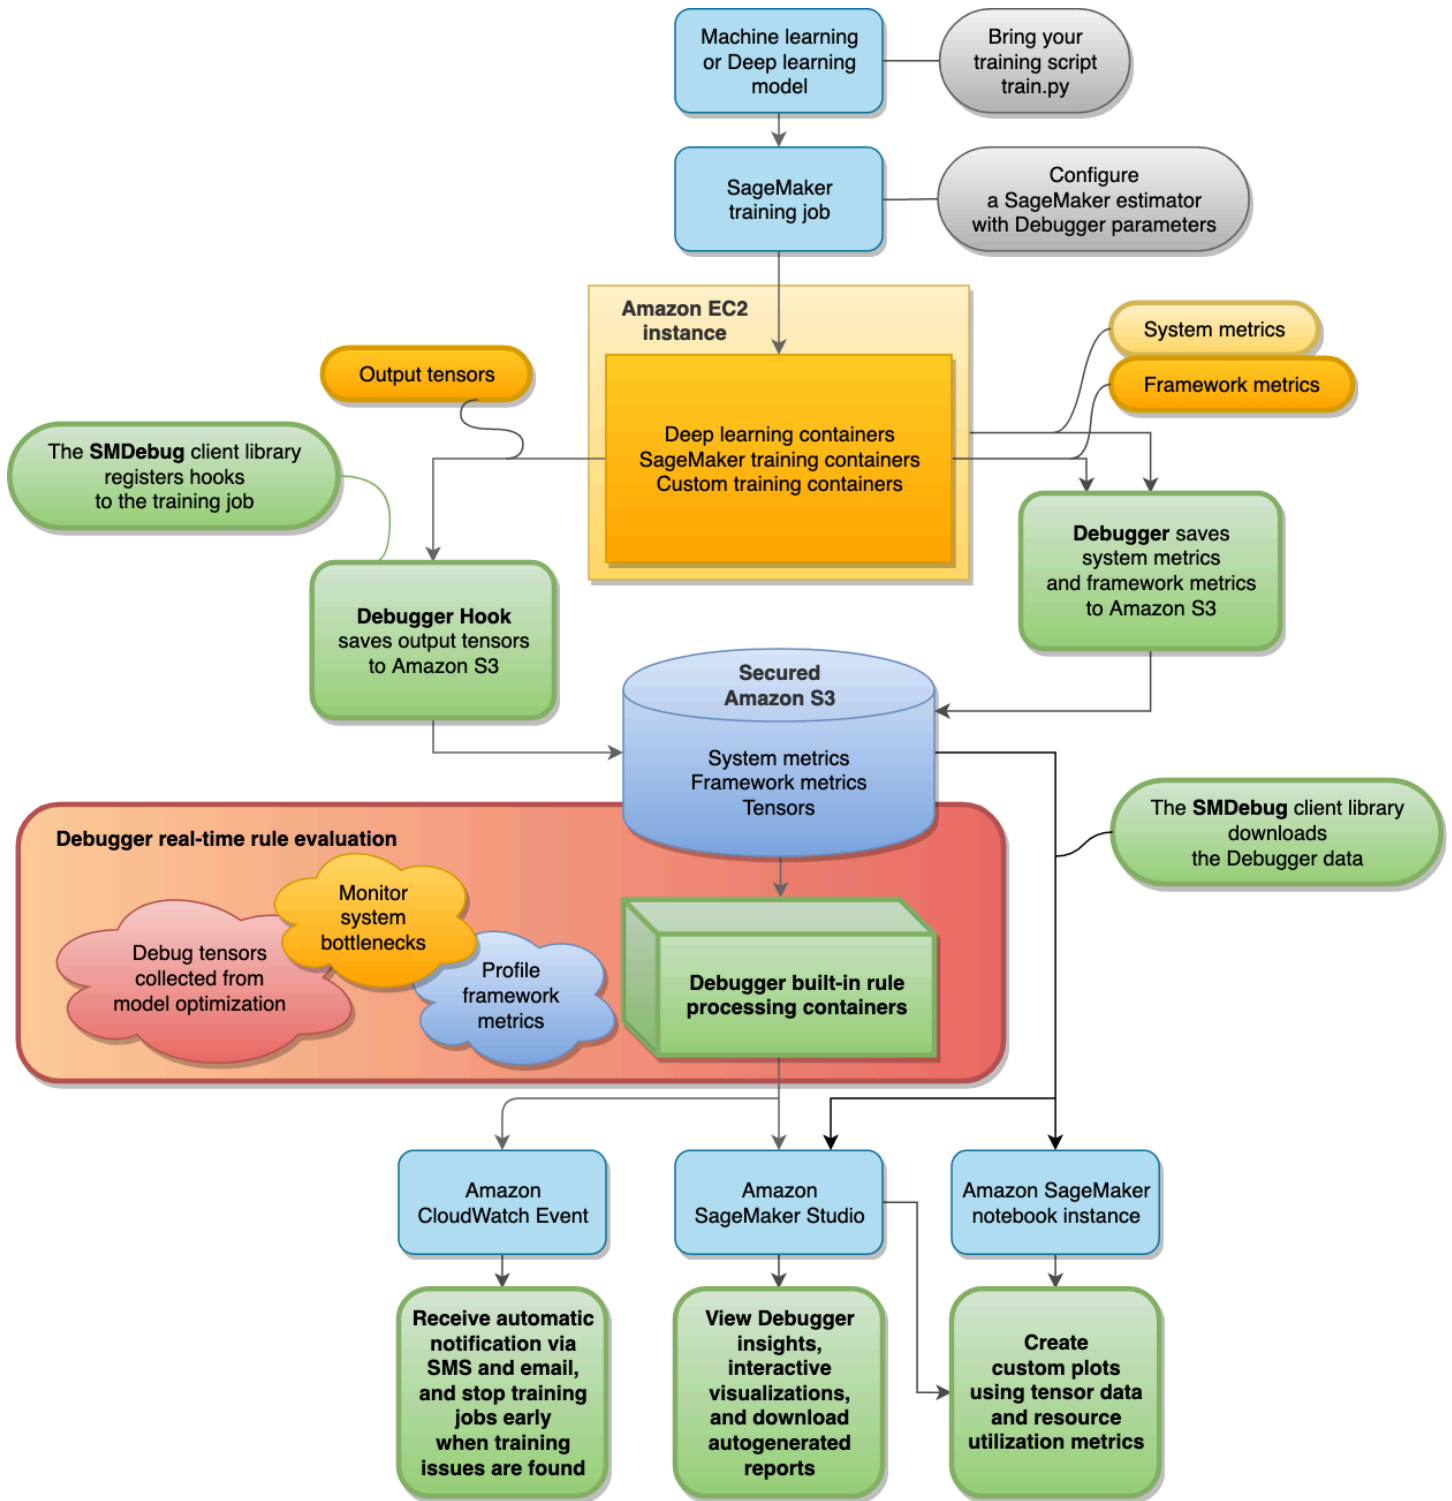 Machine learning
or Deep learning
model
Bring your
training script
train.py
SageMaker
training job
Configure
a SageMaker estimator
with Debugger parameters
Amazon EC2
instance
System metrics
Framework metrics
Output tensors
Deep learning containers
SageMaker training containers
Custom training containers
The SMDebug client library
registers hooks
to the training job
Debugger saves
system metrics
and framework metrics
to Amazon S3
Debugger Hook
saves output tensors
to Amazon S3
Secured
Amazon S3
System metrics
Framework metrics
Tensors
The SMDebug client library
downloads
the Debugger data
Debugger real-time rule evaluation
Monitor
system
bottlenecks
Debug tensors
collected from
model optimization
Profile
framework
metrics
Debugger built-in rule
processing containers
Amazon
CloudWatch Event
Amazon
SageMaker Studio
Amazon SageMaker
notebook instance
Receive automatic
notification via
SMS and email,
and stop training
jobs early
when training
issues are found
View Debugger
insights,
interactive
visualizations,
and download
autogenerated
reports
Create
custom plots
using tensor data
and resource
utilization metrics